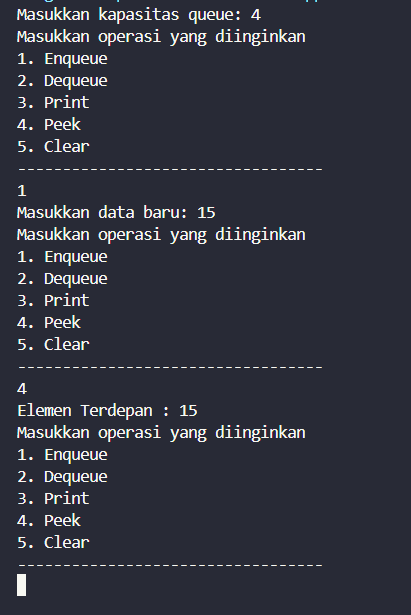 Masukkan kapasitas queue: 4
Masukkan operasi yang diinginkan
1. Enqueue
2. Dequeue
3. Print
4. Peek
5. Clear
----------------------------------
1
Masukkan data baru: 15
Masukkan operasi yang diinginkan
1. Enqueue
2. Dequeue
3. Print
4. Peek
5. Clear
----------------------------------
4
Elemen Terdepan : 15
Masukkan operasi yang diinginkan
1. Enqueue
2. Dequeue
3. Print
4. Peek
5. Clear
----------------------------------